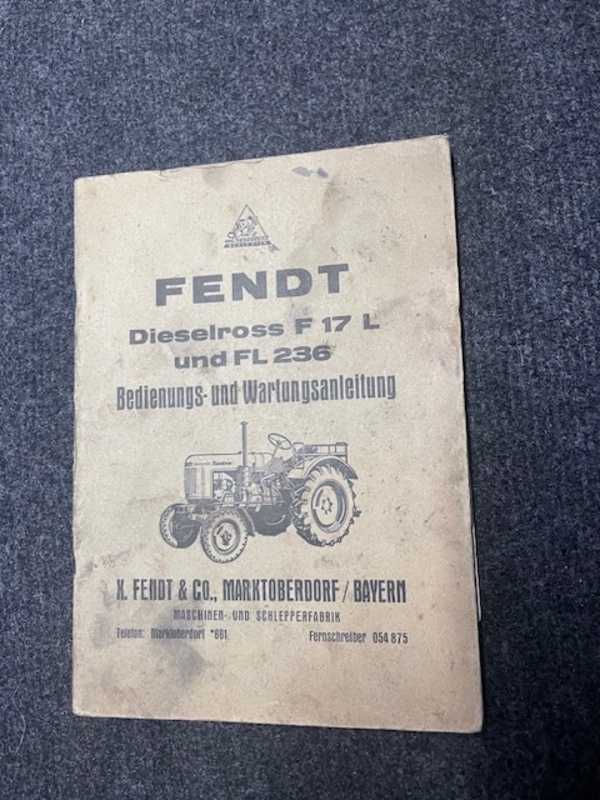 FENDT
Dieselross F 17 L
und FL 236
Bedienungs- und Wartungsanleitung
X. FENDT & CO., MARKTOBERDORF / BAYERN
MASCHINEN- UND SCHLEPPERFABRIK
Telefon: Marktoberdorf *861 Fernschreiber 054 875